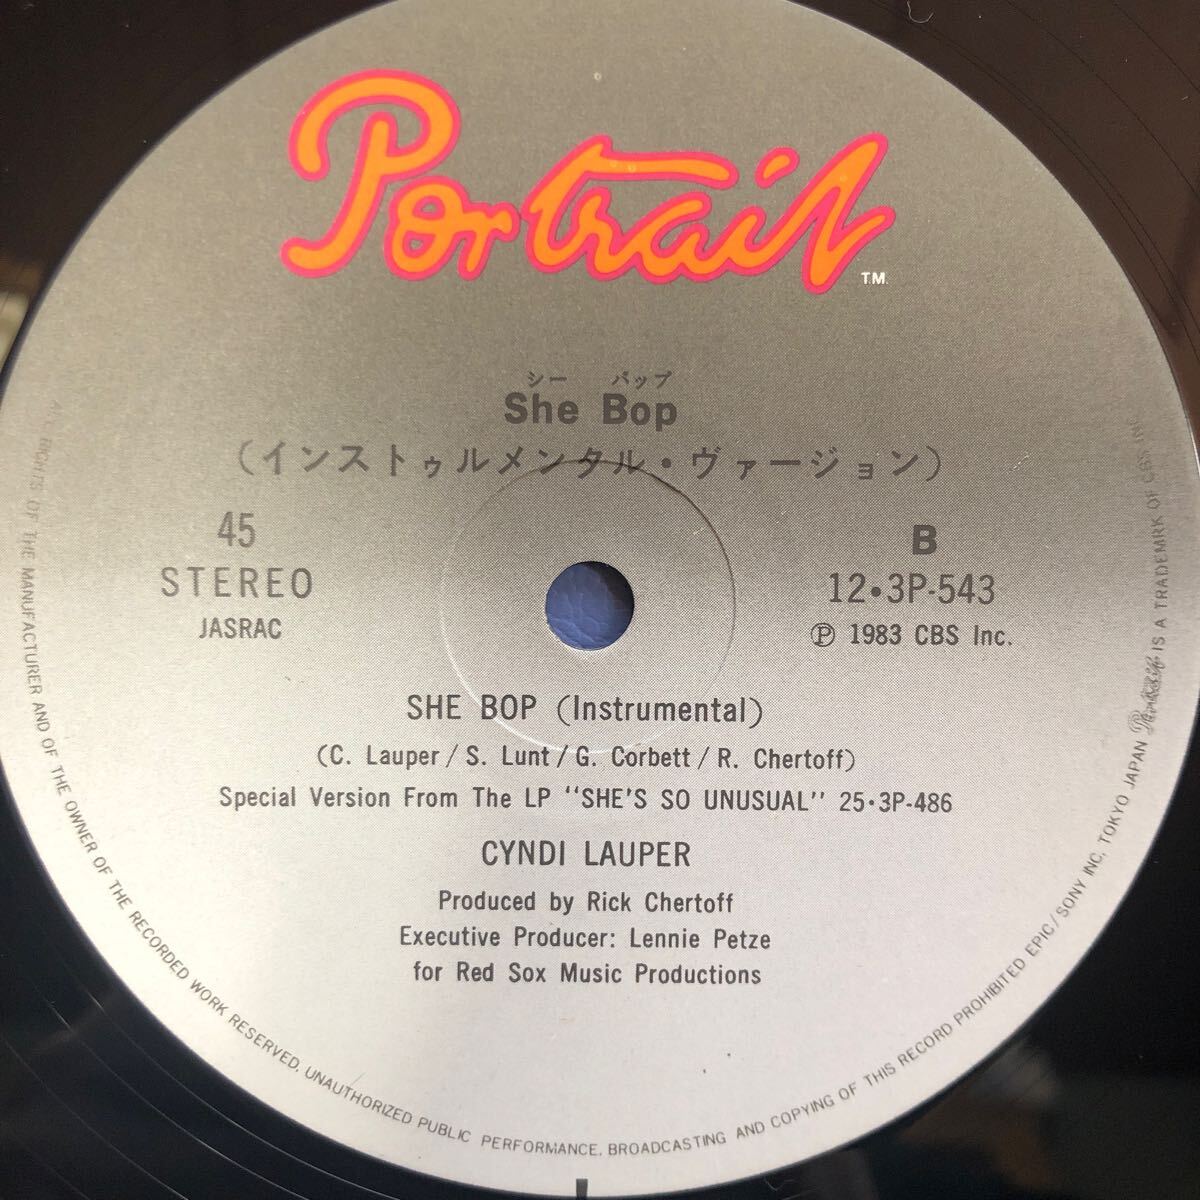 Portrait
T.M.
シー バップ
She Bop
(インストゥルメンタル・ヴァージョン)
45
STEREO
JASRAC
B
12・3P-543
Ⓟ 1983 CBS Inc.
SHE BOP (Instrumental)
(C. Lauper / S. Lunt / G. Corbett / R. Chertoff)
Special Version From The LP "SHE'S SO UNUSUAL" 25・3P-486
CYNDI LAUPER
Produced by Rick Chertoff
Executive Producer: Lennie Petze
for Red Sox Music Productions
ALL RIGHTS OF THE MANUFACTURER AND OF THE OWNER OF THE RECORDED WORK RESERVED. UNAUTHORIZED PUBLIC PERFORMANCE. BROADCASTING AND COPYING OF THIS RECORD PROHIBITED EPIC/SONY INC. TOKYO JAPAN Portrait IS A TRADEMRK OF CBS INC.